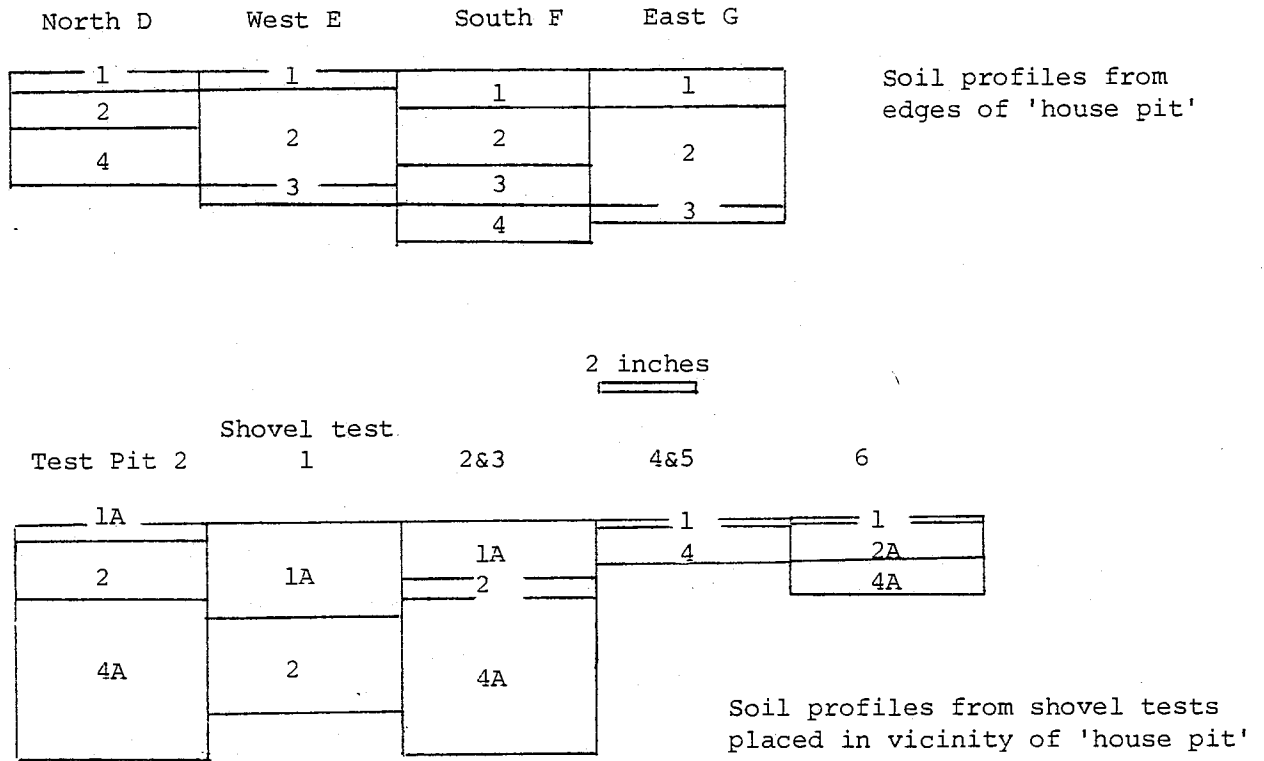 North D West E South F East G
1 1 1 1
2 2 2 2
4 3 3 3
4
Soil profiles from
edges of 'house pit'
2 inches
Shovel test
Test Pit 2 1 2&3 4&5 6
1A 1A 1A 1 1
2 2 2 4 2A
4A 4A 4A
Soil profiles from shovel tests
placed in vicinity of 'house pit'